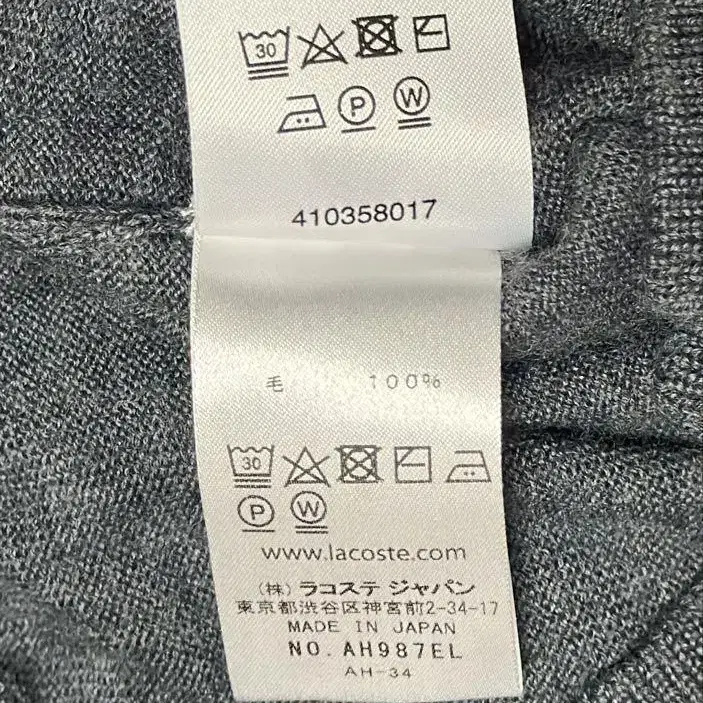 30
P W
410358017
毛 100%
30
P W
www.lacoste.com
(株) ラコステ ジャパン
東京都渋谷区神宮前2-34-17
MADE IN JAPAN
NO. AH987EL
AH-34